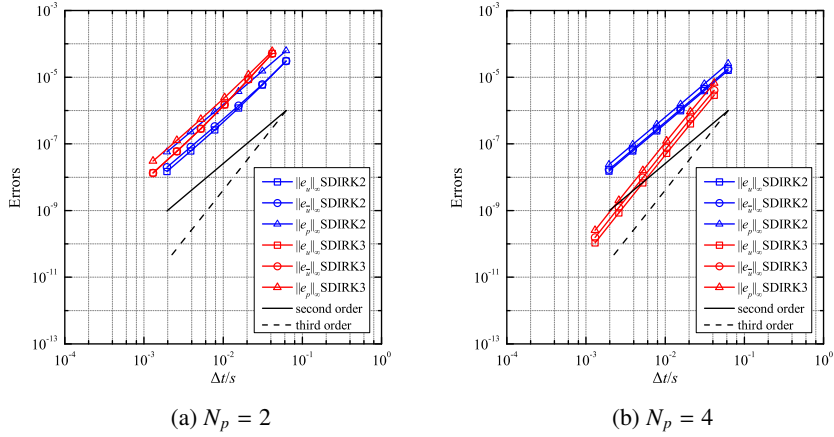 10^-3
10^-5
10^-7
10^-9
10^-11
10^-13
Errors
||e_u||_∞ SDIRK2
||e_ū||_∞ SDIRK2
||e_p||_∞ SDIRK2
||e_u||_∞ SDIRK3
||e_ū||_∞ SDIRK3
||e_p||_∞ SDIRK3
second order
third order
10^-4 10^-3 10^-2 10^-1 10^0
Δt/s
(a) N_p = 2
10^-3
10^-5
10^-7
10^-9
10^-11
10^-13
Errors
||e_u||_∞ SDIRK2
||e_ū||_∞ SDIRK2
||e_p||_∞ SDIRK2
||e_u||_∞ SDIRK3
||e_ū||_∞ SDIRK3
||e_p||_∞ SDIRK3
second order
third order
10^-4 10^-3 10^-2 10^-1 10^0
Δt/s
(b) N_p = 4